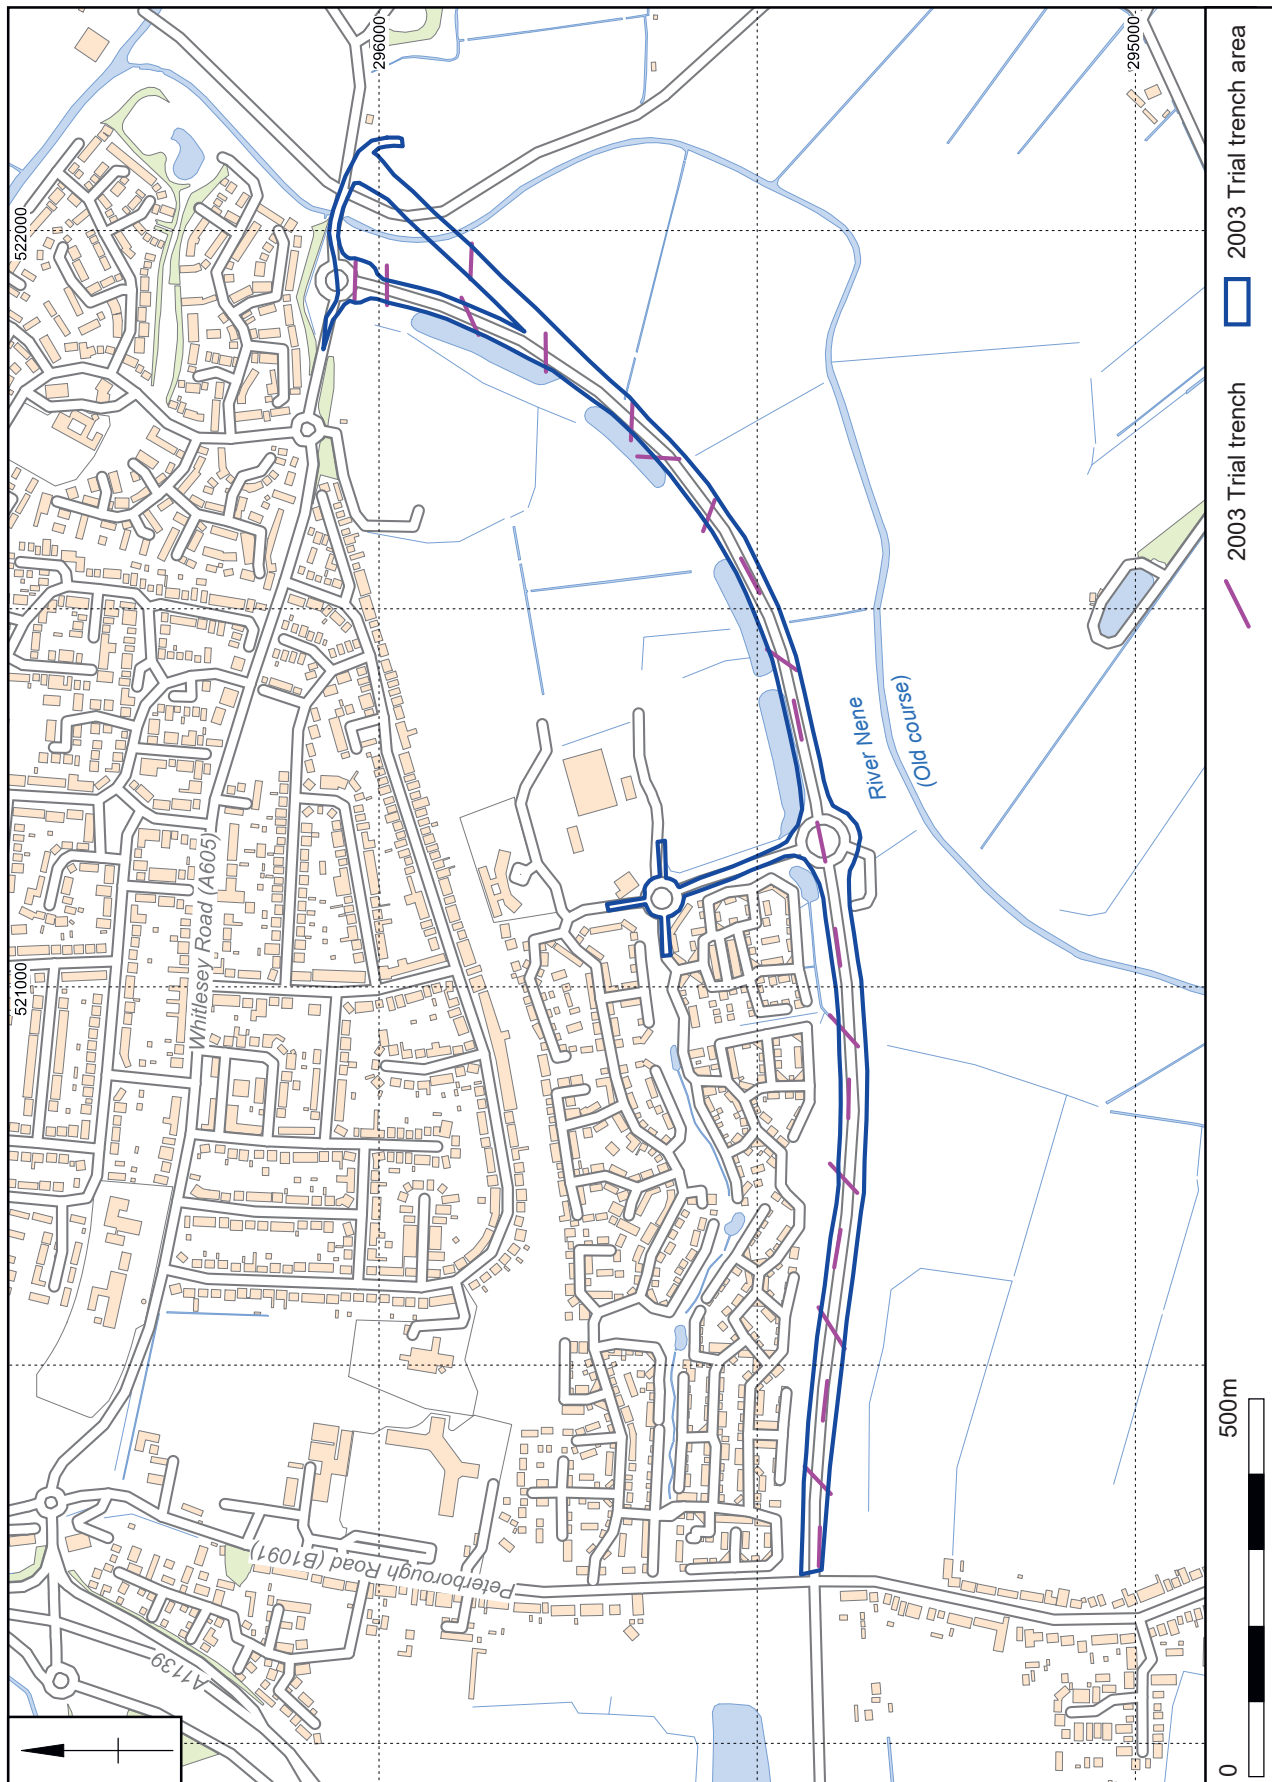 522000
296000
295000
521000
Whitlesey Road (A605)
River Nene
(Old course)
Peterborough Road (B1091)
A1139
0
500m
2003 Trial trench
2003 Trial trench area